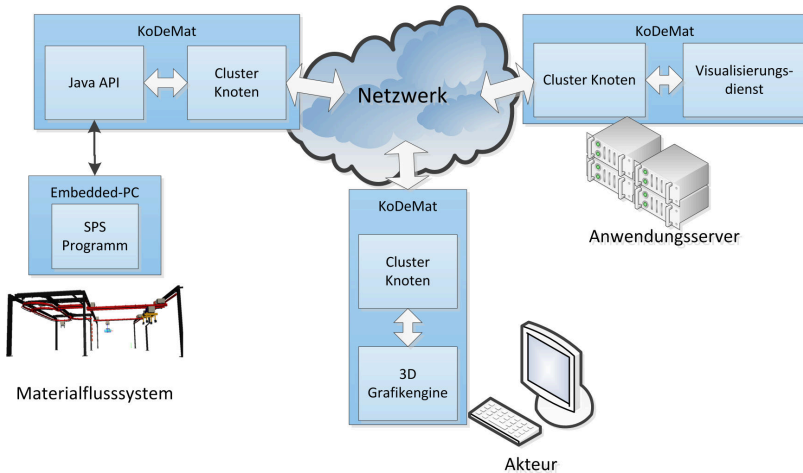 KoDeMat
Java API
Cluster
Knoten
Netzwerk
KoDeMat
Cluster Knoten
Visualisierungs-
dienst
Embedded-PC
SPS
Programm
Materialflusssystem
KoDeMat
Cluster
Knoten
3D
Grafikengine
Anwendungsserver
Akteur